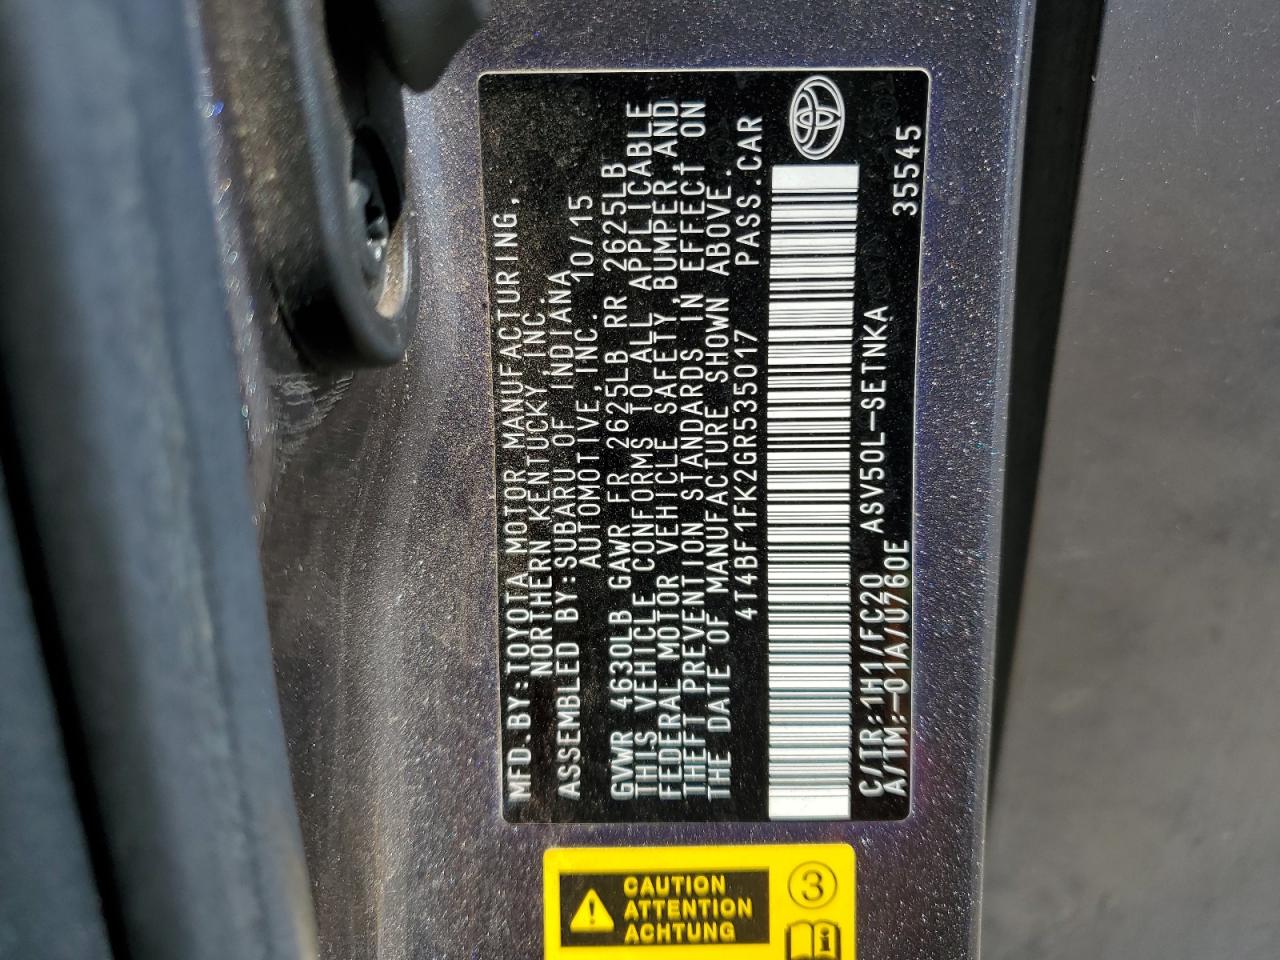 MFD.BY:TOYOTA MOTOR MANUFACTURING,
NORTHERN KENTUCKY, INC.
ASSEMBLED BY:SUBARU OF INDIANA
AUTOMOTIVE, INC. 10/15
GVWR 4630LB GAWR FR 2625LB RR 2625LB
THIS VEHICLE CONFORMS TO ALL APPLICABLE
FEDERAL MOTOR VEHICLE SAFETY, BUMPER AND
THEFT PREVENTION STANDARDS IN EFFECT ON
THE DATE OF MANUFACTURE SHOWN ABOVE.
4T4BF1FK2GR535017 PASS.CAR
C/TR:1H1/FC20 ASV50L-SETNKA
A/TM:-01A/U760E 35545
CAUTION
ATTENTION
ACHTUNG
3
i